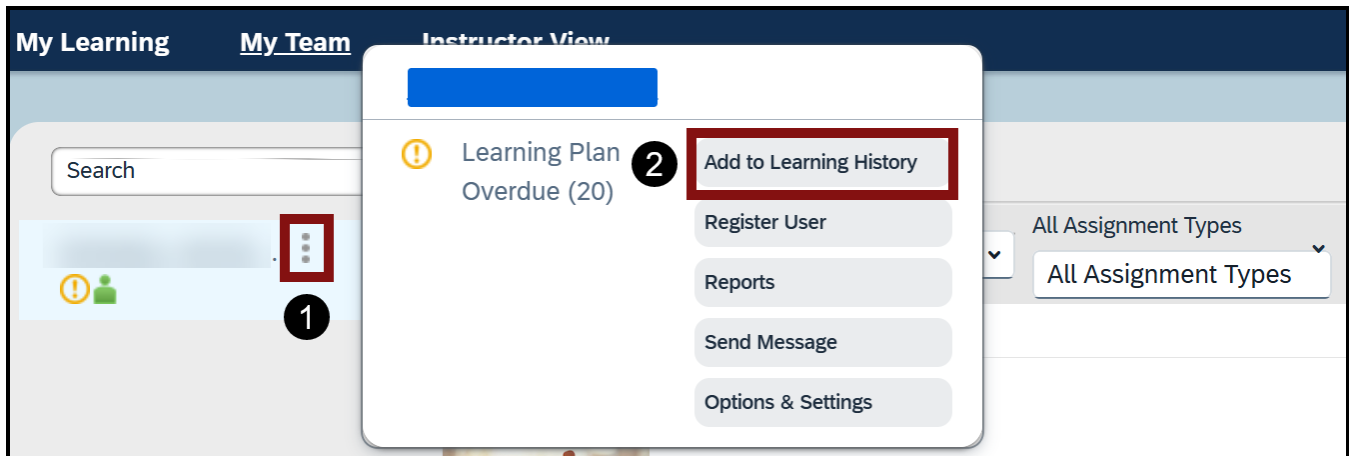 My Learning
My Team
Instructor View
Search
1
Learning Plan
Overdue (20)
2
Add to Learning History
Register User
Reports
Send Message
Options & Settings
All Assignment Types
All Assignment Types